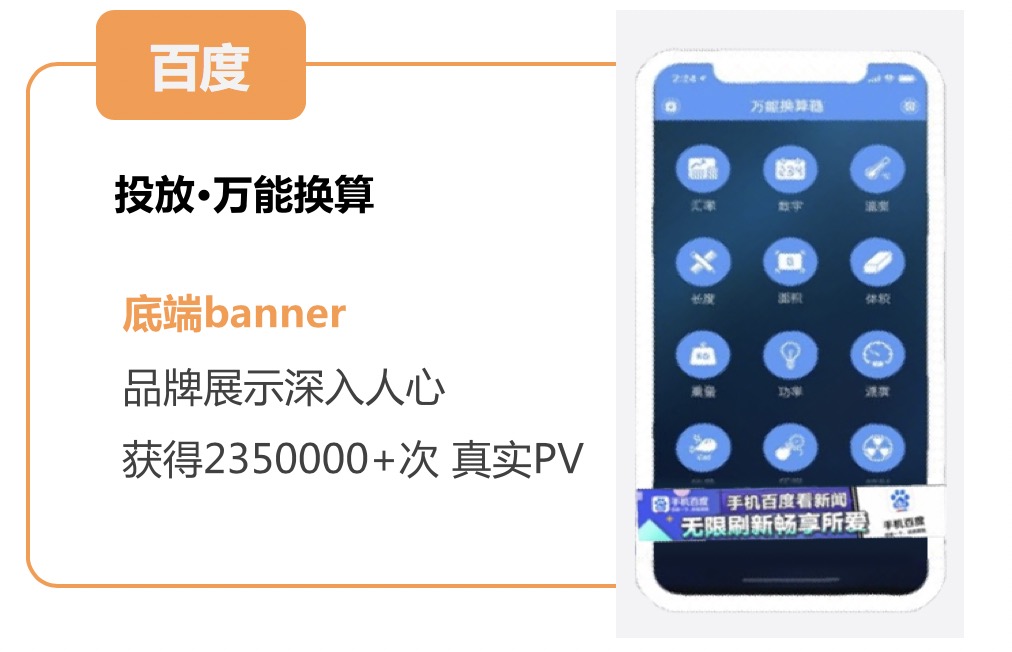 百度
投放•万能换算
底端banner
品牌展示深入人心
获得2350000+次 真实PV
2:24
万能换算器
汇率
数字
温度
长度
面积
体积
重量
功率
速度
手机百度
手机百度看新闻
无限刷新畅享所爱
手机百度